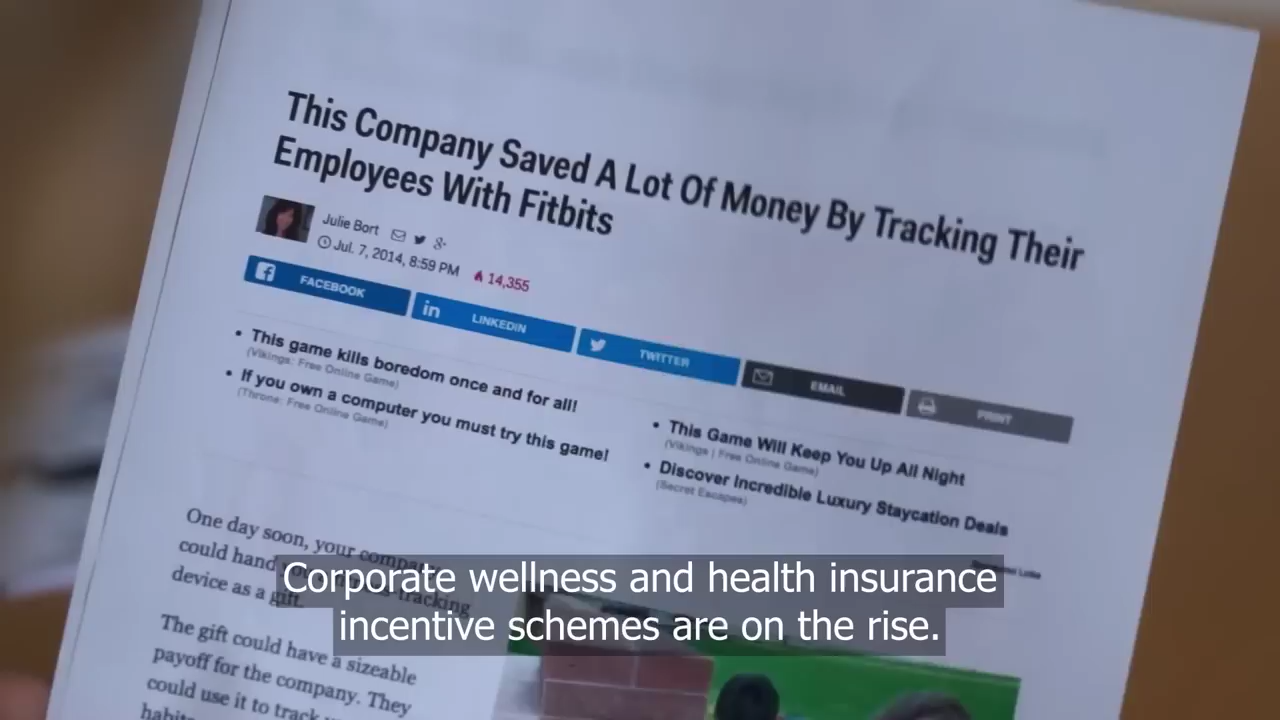 This Company Saved A Lot Of Money By Tracking Their
Employees With Fitbits
Julie Bort
Jul. 7, 2014, 8:59 PM 14,355
FACEBOOK
LINKEDIN
TWITTER
EMAIL
PRINT
• This game kills boredom once and for all!
(Vikings: Free Online Game)
• If you own a computer you must try this game!
(Throne: Free Online Game)
• This Game Will Keep You Up All Night
(Vikings | Free Online Game)
• Discover Incredible Luxury Staycation Deals
(Secret Escapes)
One day soon, your company
could hand you tracking
device as a gift.
The gift could have a sizeable
payoff for the company. They
could use it to track
Corporate wellness and health insurance
incentive schemes are on the rise.